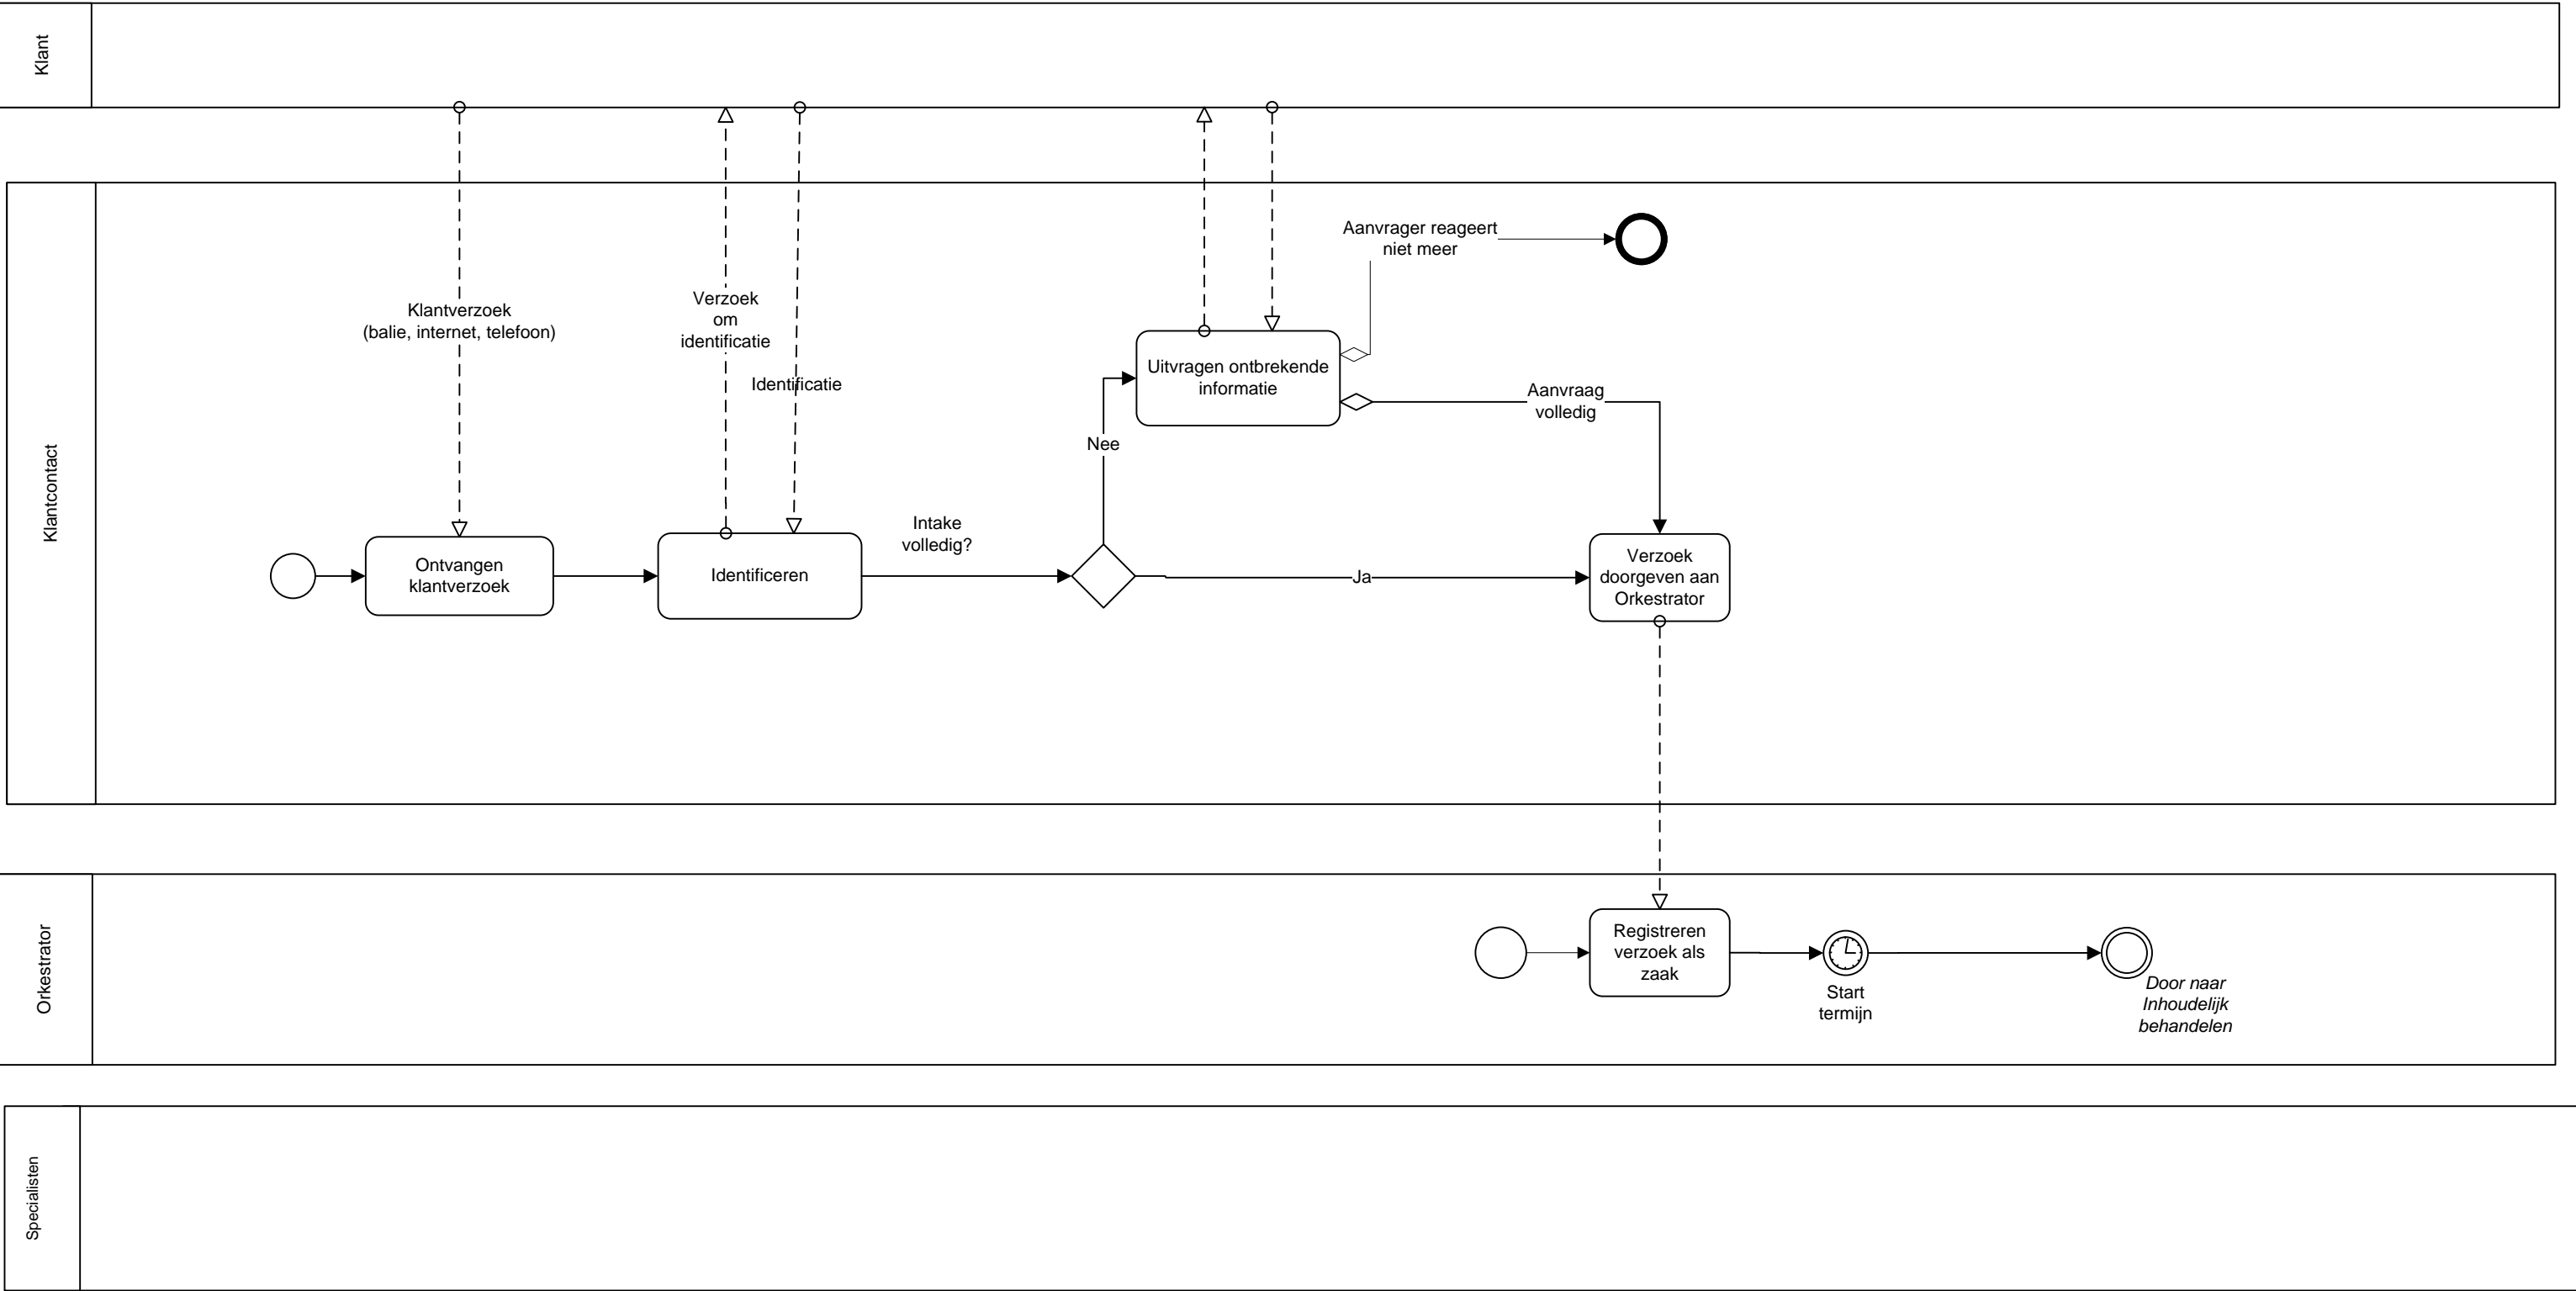 Klant
Klantcontact
Aanvrager reageert
niet meer
Klantverzoek
(balie, internet, telefoon)
Verzoek
om
identificatie
Identificatie
Uitvragen ontbrekende
informatie
Aanvraag
volledig
Nee
Intake
volledig?
Ontvangen
klantverzoek
Identificeren
Ja
Verzoek
doorgeven aan
Orkestrator
Orkestrator
Registreren
verzoek als
zaak
Start
termijn
Door naar
Inhoudelijk
behandelen
Specialisten